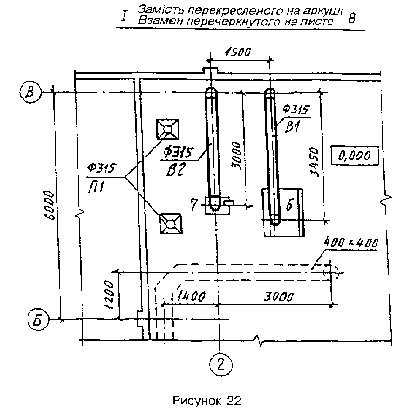 I Замість перекресленого на аркуші 8
Взамен перечеркнутого на листе
1500
В
Ф315
В1
Ф315
П1
Ф315
В2
3000
3450
0,000
6000
7
6
400×400
1200
1400
3000
Б
2
Рисунок 22